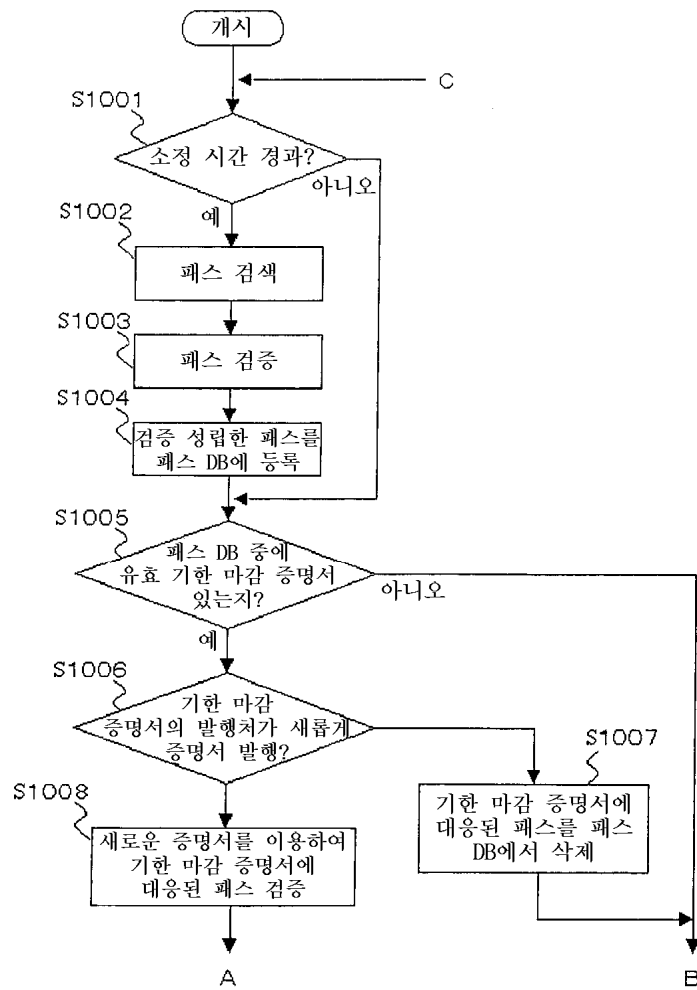 개시
C
S1001
소정 시간 경과?
아니오
예
S1002
패스 검색
S1003
패스 검증
S1004
검증 성립한 패스를
패스 DB에 등록
S1005
패스 DB 중에
유효 기한 마감 증명서
있는지?
아니오
예
S1006
기한 마감
증명서의 발행처가 새롭게
증명서 발행?
S1007
기한 마감 증명서에
대응된 패스를 패스
DB에서 삭제
S1008
새로운 증명서를 이용하여
기한 마감 증명서에
대응된 패스 검증
A
B